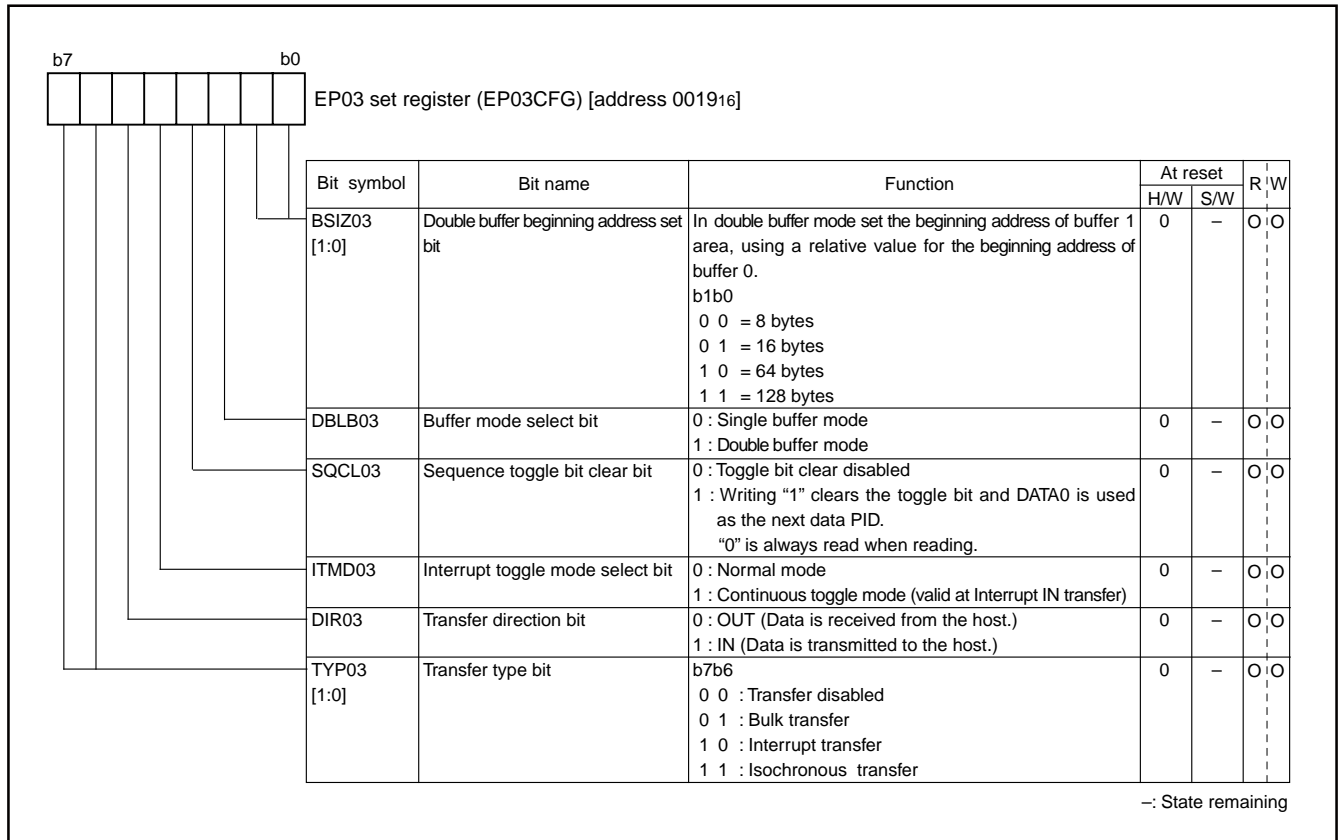 b7 b0
EP03 set register (EP03CFG) [address 001916]
Bit symbol Bit name Function At reset R W
H/W S/W
BSIZ03 Double buffer beginning address set In double buffer mode set the beginning address of buffer 1 0 – O O
[1:0] bit area, using a relative value for the beginning address of
buffer 0.
b1b0
0 0 = 8 bytes
0 1 = 16 bytes
1 0 = 64 bytes
1 1 = 128 bytes
DBLB03 Buffer mode select bit 0 : Single buffer mode 0 – O O
1 : Double buffer mode
SQCL03 Sequence toggle bit clear bit 0 : Toggle bit clear disabled 0 – O O
1 : Writing “1” clears the toggle bit and DATA0 is used
as the next data PID.
“0” is always read when reading.
ITMD03 Interrupt toggle mode select bit 0 : Normal mode 0 – O O
1 : Continuous toggle mode (valid at Interrupt IN transfer)
DIR03 Transfer direction bit 0 : OUT (Data is received from the host.) 0 – O O
1 : IN (Data is transmitted to the host.)
TYP03 Transfer type bit b7b6 0 – O O
[1:0] 0 0 : Transfer disabled
0 1 : Bulk transfer
1 0 : Interrupt transfer
1 1 : Isochronous transfer
–: State remaining